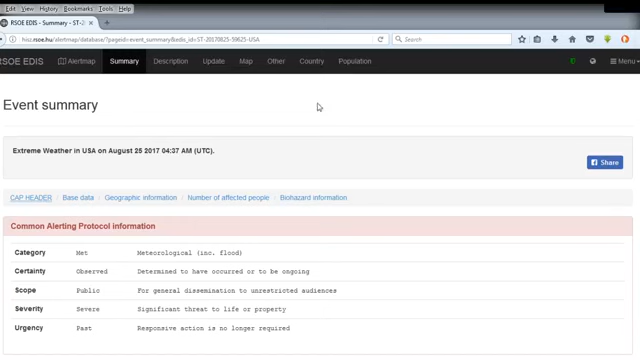 Edit View History Bookmarks Tools Help
RSOE EDIS - Summary - ST-2 × +
hisz.rsoe.hu/alertmap/database/?pageid=event_summary&edis_id=ST-20170825-59625-USA Search
RSOE EDIS Alertmap Summary Description Update Map Other Country Population Menu
Event summary
Extreme Weather in USA on August 25 2017 04:37 AM (UTC).
Share
CAP HEADER Base data Geographic information Number of affected people Biohazard information
Common Alerting Protocol information
Category Met Meteorological (inc. flood)
Certainty Observed Determined to have occurred or to be ongoing
Scope Public For general dissemination to unrestricted audiences
Severity Severe Significant threat to life or property
Urgency Past Responsive action is no longer required